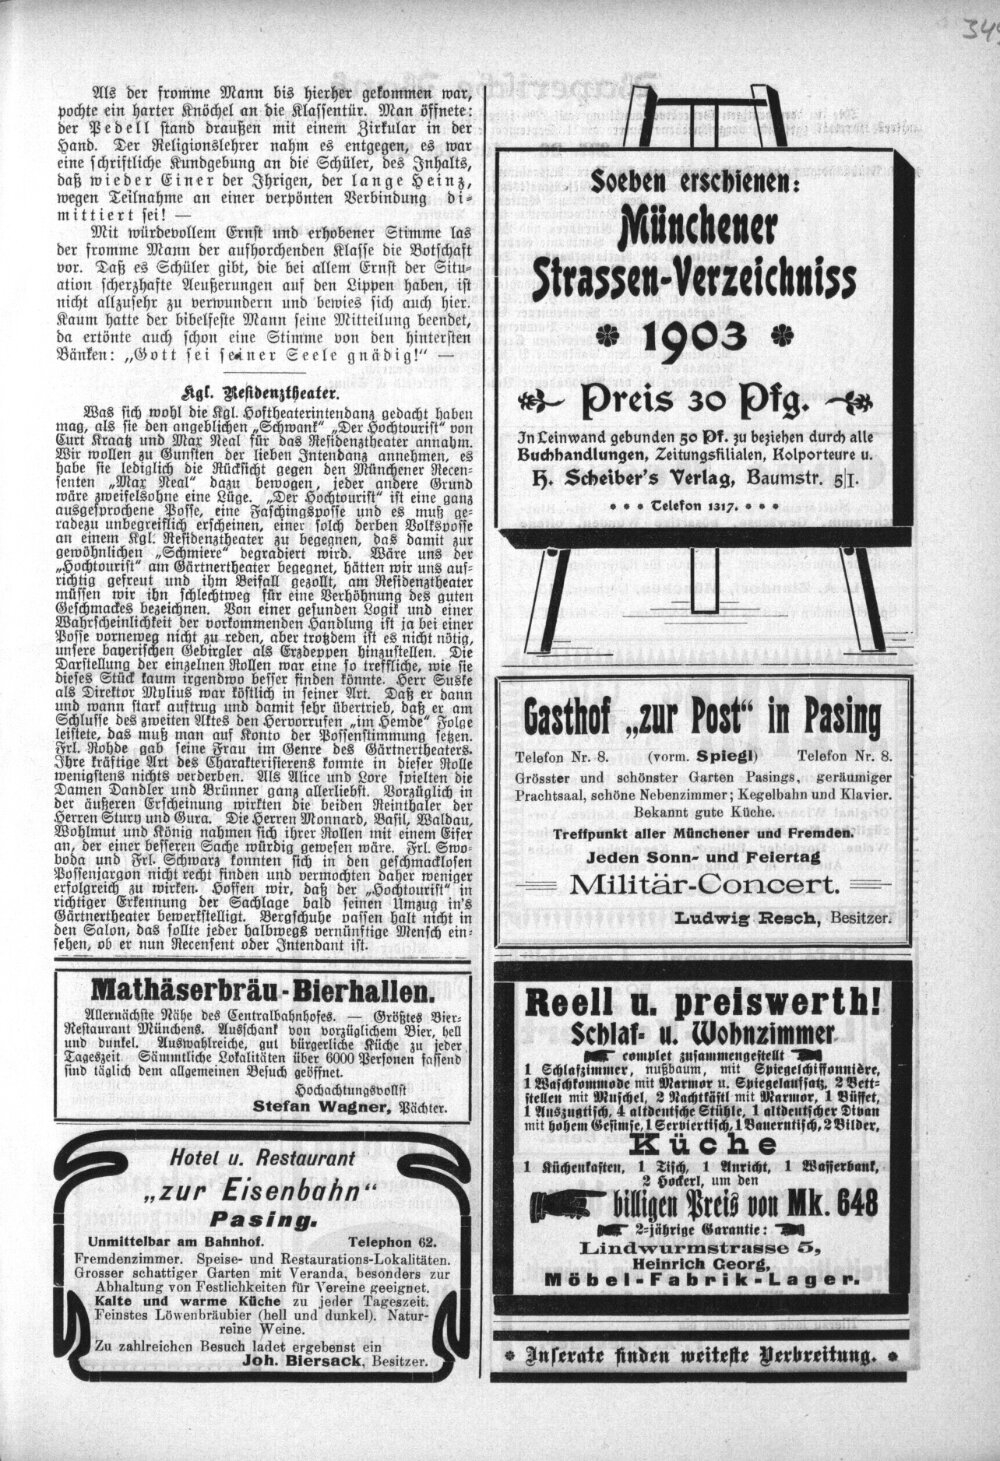 Als der fromme Mann bis hierher gekommen war,
pochte ein harter Knöchel an die Klassentür. Man öffnete:
der Pedell stand draußen mit einem Zirkular in der
Hand. Der Religionslehrer nahm es entgegen, es war
eine schriftliche Kundgebung an die Schüler, des Inhalts,
daß wieder Einer der Ihrigen, der lange Heinz,
wegen Teilnahme an einer verpönten Verbindung di-
mittiert sei! —
Mit würdevollem Ernst und erhobener Stimme las
der fromme Mann der aufhorchenden Klasse die Botschaft
vor. Daß es Schüler gibt, die bei allem Ernst der Situ-
ation scherzhafte Aeußerungen auf den Lippen haben, ist
nicht allzusehr zu verwundern und bewies sich auch hier.
Kaum hatte der bibelfeste Mann seine Mitteilung beendet,
da ertönte auch schon eine Stimme von den hintersten
Bänken: „Gott sei seiner Seele gnädig!“ —
Kgl. Residenztheater.
Was sich wohl die Kgl. Hoftheaterintendanz gedacht haben
mag, als sie den angeblichen „Schwank“ „Der Hochtourist“ von
Curt Kraatz und Max Neal für das Residenztheater annahm.
Wir wollen zu Gunsten der lieben Intendanz annehmen, es
habe sie lediglich die Rücksicht gegen den Münchener Recen-
senten „Max Neal“ dazu bewogen, jeder andere Grund
wäre zweifelsohne eine Lüge. „Der Hochtourist“ ist eine ganz
ausgesprochene Posse, eine Faschingsposse und es muß ge-
radezu unbegreiflich erscheinen, einer solch derben Volksposse
an einem Kgl. Residenztheater zu begegnen, das damit zur
gewöhnlichen „Schmiere“ degradiert wird. Wäre uns der
„Hochtourist“ am Gärtnertheater begegnet, hätten wir uns auf-
richtig gefreut und ihm Beifall gezollt, am Residenztheater
müssen wir ihn schlechtweg für eine Verhöhnung des guten
Geschmackes bezeichnen. Von einer gesunden Logik und einer
Wahrscheinlichkeit der vorkommenden Handlung ist ja bei einer
Posse vorneweg nicht zu reden, aber trotzdem ist es nicht nötig,
unsere bayerischen Gebirgler als Erzdeppen hinzustellen. Die
Darstellung der einzelnen Rollen war eine so treffliche, wie sie
dieses Stück kaum irgendwo besser finden könnte. Herr Suske
als Direktor Mylius war köstlich in seiner Art. Daß er dann
und wann stark auftrug und damit sehr übertrieb, daß er am
Schlusse des zweiten Aktes den Hervorrufen „im Hemde“ Folge
leistete, das muß man auf Konto der Possenstimmung setzen.
Frl. Rohde gab seine Frau im Genre des Gärtnertheaters.
Ihre kräftige Art des Charakterisierens konnte in dieser Rolle
wenigstens nichts verderben. Als Alice und Lore spielten die
Damen Dandler und Brünner ganz allerliebst. Vorzüglich in
der äußeren Erscheinung wirkten die beiden Reinthaler der
Herren Stury und Gura. Die Herren Monnard, Basil, Waldau,
Wohlmut und König nahmen sich ihrer Rollen mit einem Eifer
an, der einer besseren Sache würdig gewesen wäre. Frl. Swo-
boda und Frl. Schwarz konnten sich in den geschmacklosen
Possenjargon nicht recht finden und vermochten daher weniger
erfolgreich zu wirken. Hoffen wir, daß der „Hochtourist“ in
richtiger Erkennung der Sachlage bald seinen Umzug in's
Gärtnertheater bewerkstelligt. Bergschuhe passen halt nicht in
den Salon, das sollte jeder halbwegs vernünftige Mensch ein-
sehen, ob er nun Recensent oder Intendant ist.
Mathäserbräu-Bierhallen.
Allernächste Nähe des Centralbahnhofes. — Größtes Bier-
Restaurant Münchens. Ausschank von vorzüglichem Bier, hell
und dunkel. Auswahlreiche, gut bürgerliche Küche zu jeder
Tageszeit Sämmtliche Lokalitäten über 6000 Personen fassend
sind täglich dem allgemeinen Besuch geöffnet.
Hochachtungsvollst
Stefan Wagner, Pächter.
Hotel u. Restaurant
„zur Eisenbahn“
Pasing.
Unmittelbar am Bahnhof. Telephon 62.
Fremdenzimmer. Speise- und Restaurations-Lokalitäten.
Grosser schattiger Garten mit Veranda, besonders zur
Abhaltung von Festlichkeiten für Vereine geeignet.
Kalte und warme Küche zu jeder Tageszeit.
Feinstes Löwenbräubier (hell und dunkel). Natur-
reine Weine.
Zu zahlreichen Besuch ladet ergebenst ein
Joh. Biersack, Besitzer.
Soeben erschienen:
Münchener
Strassen-Verzeichniss
1903
Preis 30 Pfg.
In Leinwand gebunden 50 Pf. zu beziehen durch alle
Buchhandlungen, Zeitungsfilialen, Kolporteure u.
H. Scheiber's Verlag, Baumstr. 5/I.
• • • Telefon 1317. • • •
Gasthof „zur Post“ in Pasing
Telefon Nr. 8. (vorm. Spiegl) Telefon Nr. 8.
Grösster und schönster Garten Pasings, geräumiger
Prachtsaal, schöne Nebenzimmer; Kegelbahn und Klavier.
Bekannt gute Küche.
Treffpunkt aller Münchener und Fremden.
Jeden Sonn- und Feiertag
Militär-Concert.
Ludwig Resch, Besitzer.
Reell u. preiswerth!
Schlaf- u. Wohnzimmer
complet zusammengestellt
1 Schlafzimmer, nußbaum, mit Spiegelchiffonnière,
1 Waschkommode mit Marmor u. Spiegelaufsatz, 2 Bett-
stellen mit Muschel, 2 Nachtkästl mit Marmor, 1 Büffet,
1 Auszugtisch, 4 altdeutsche Stühle, 1 altdeutscher Divan
mit hohem Gesimse, 1 Serviertisch, 1 Bauerntisch, 2 Bilder,
Küche
1 Küchenkasten, 1 Tisch, 1 Anricht, 1 Wasserbank,
2 Hockerl, um den
billigen Preis von Mk. 648
2-jährige Garantie:
Lindwurmstrasse 5,
Heinrich Georg,
Möbel-Fabrik-Lager.
Inserate finden weiteste Verbreitung.